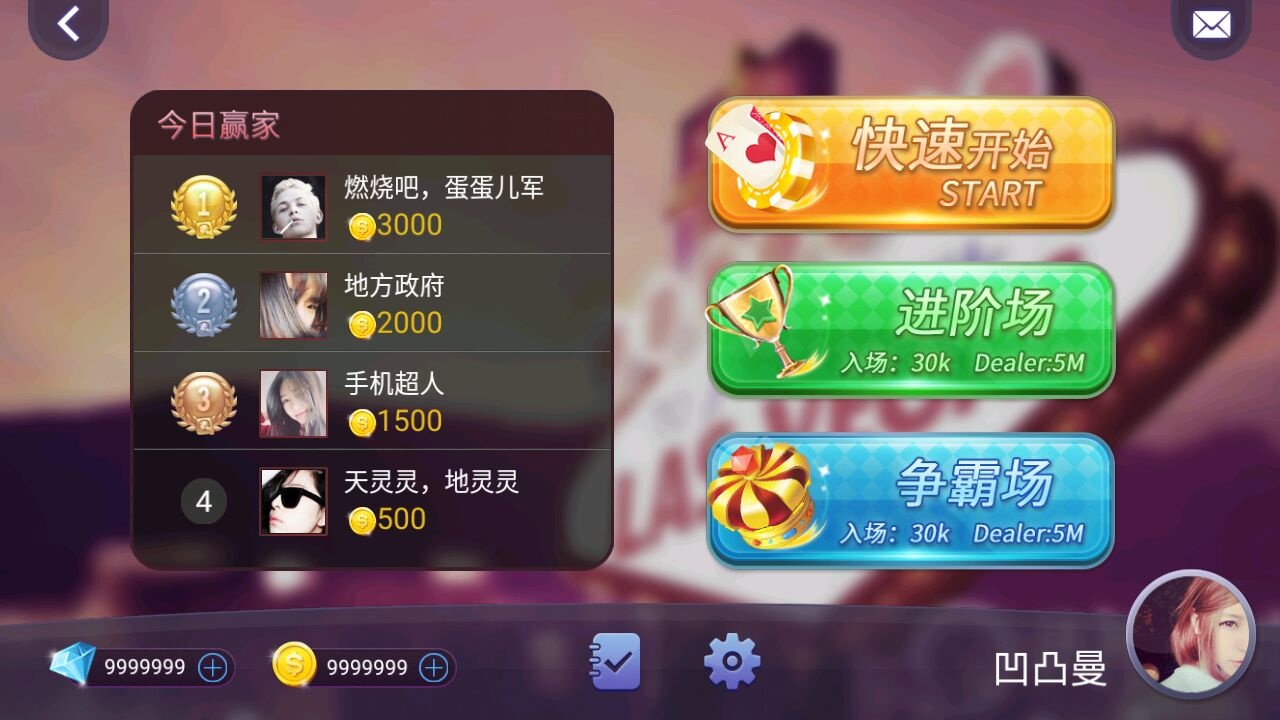 今日赢家
1
燃烧吧，蛋蛋儿军
3000
2
地方政府
2000
3
手机超人
1500
4
天灵灵，地灵灵
500
A
快速开始
START
进阶场
入场：30k Dealer:5M
争霸场
入场：30k Dealer:5M
9999999
9999999
凹凸曼